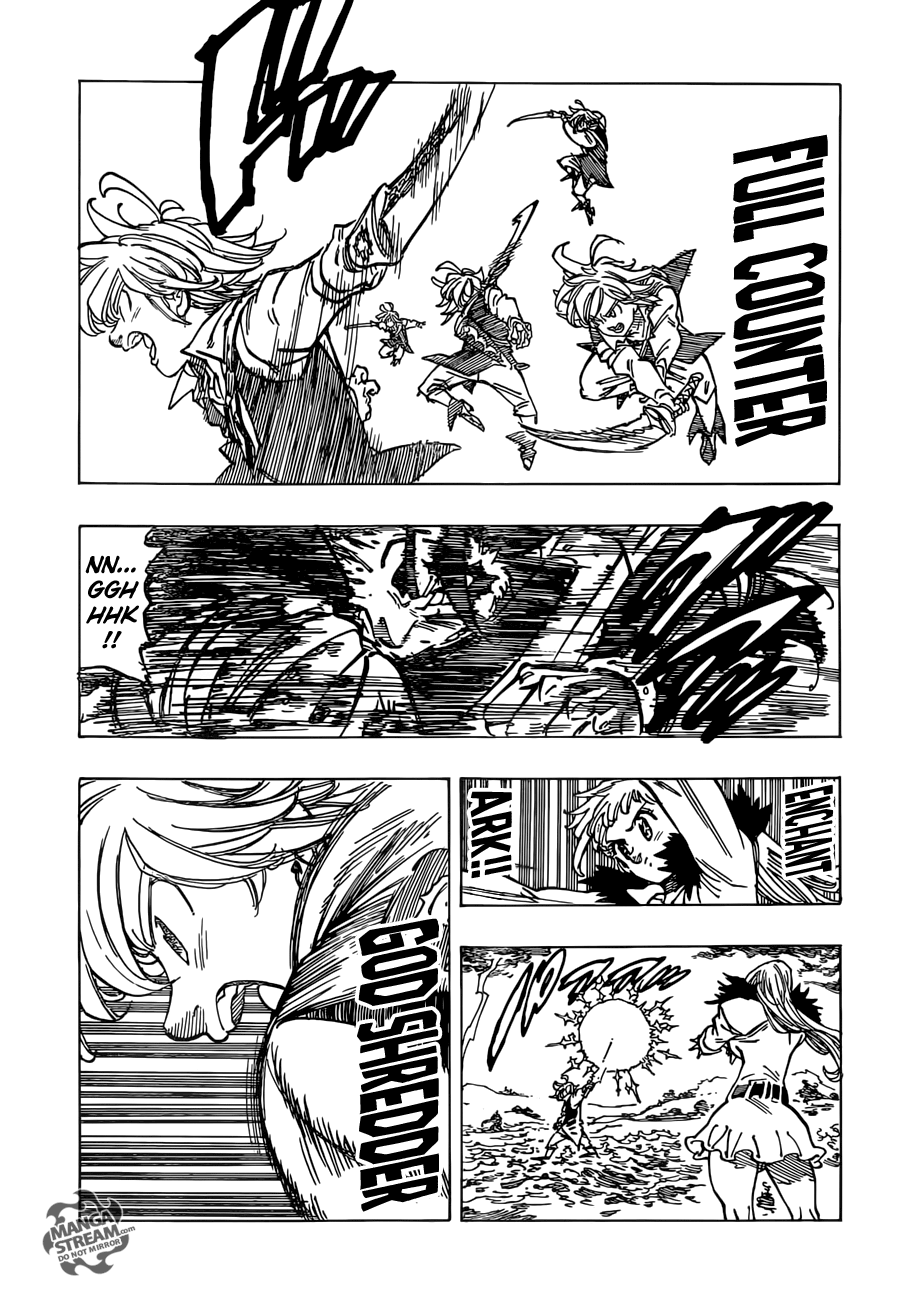 FULL COUNTER
NN...
GGH
HHK
!!
ENCHANT
ARK!!
GOD SHREDDER
MANGA
STREAM.com
DO NOT MIRROR